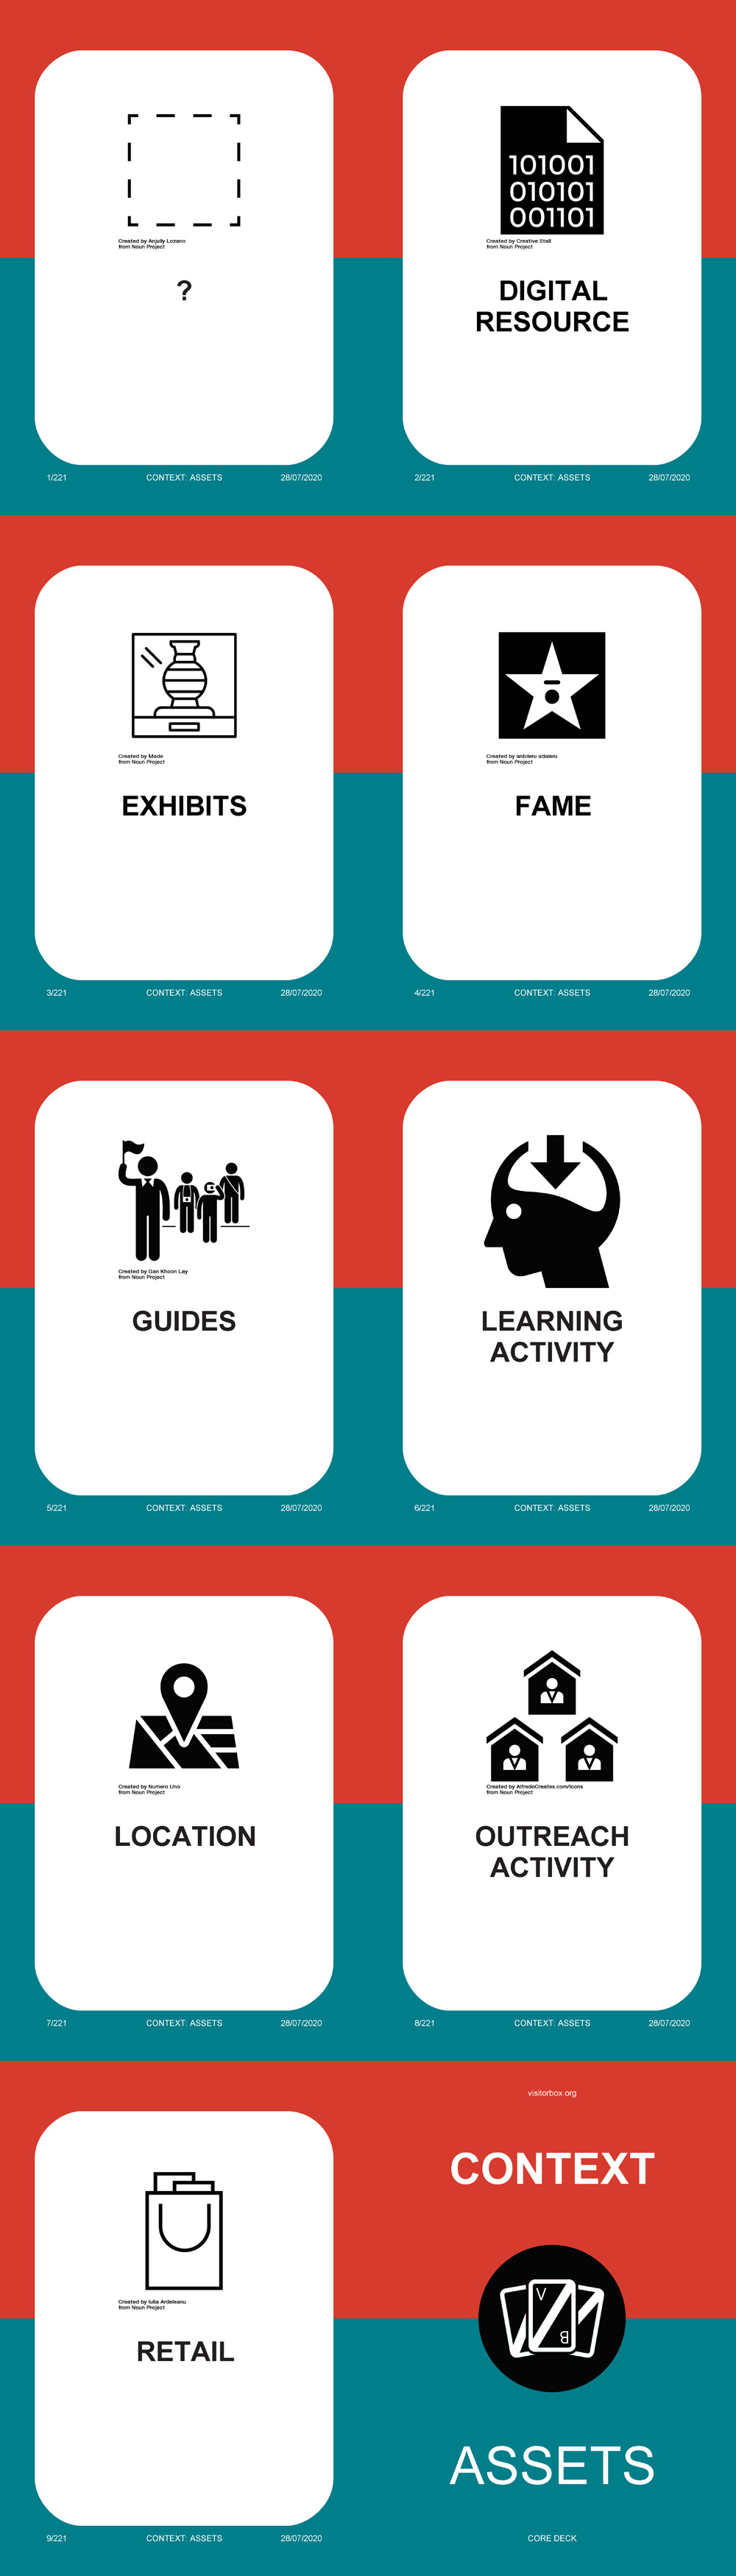 Created by Anjully Lozano
from Noun Project
?
1/221 CONTEXT: ASSETS 28/07/2020
101001
010101
001101
Created by Creative Stall
from Noun Project
DIGITAL
RESOURCE
2/221 CONTEXT: ASSETS 28/07/2020
Created by Made
from Noun Project
EXHIBITS
3/221 CONTEXT: ASSETS 28/07/2020
Created by anbileru adaleru
from Noun Project
FAME
4/221 CONTEXT: ASSETS 28/07/2020
Created by Gan Khoon Lay
from Noun Project
GUIDES
5/221 CONTEXT: ASSETS 28/07/2020
LEARNING
ACTIVITY
6/221 CONTEXT: ASSETS 28/07/2020
Created by Numero Uno
from Noun Project
LOCATION
7/221 CONTEXT: ASSETS 28/07/2020
Created by AlfredoCreates.com/icons
from Noun Project
OUTREACH
ACTIVITY
8/221 CONTEXT: ASSETS 28/07/2020
Created by Iulia Ardeleanu
from Noun Project
RETAIL
9/221 CONTEXT: ASSETS 28/07/2020
visitorbox.org
CONTEXT
V
B
ASSETS
CORE DECK